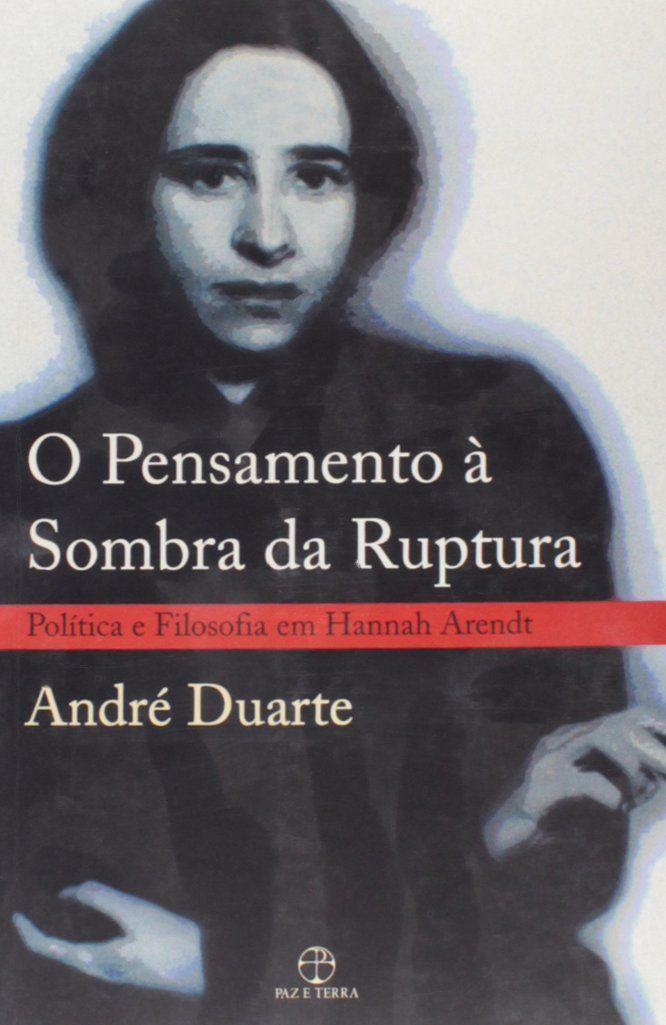 O Pensamento à
Sombra da Ruptura
Política e Filosofia em Hannah Arendt
André Duarte
PAZ E TERRA